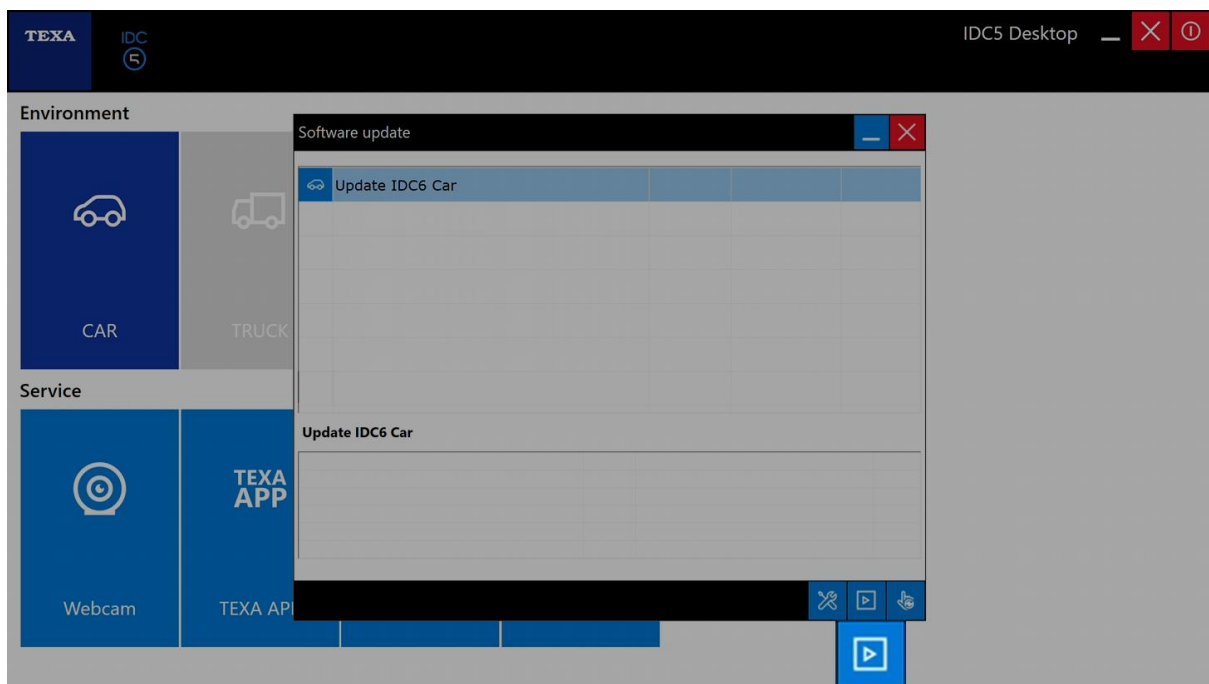 TEXA
IDC
5
IDC5 Desktop
Environment
Software update
Update IDC6 Car
CAR
TRUCK
Service
Update IDC6 Car
TEXA
APP
Webcam
TEXA AP